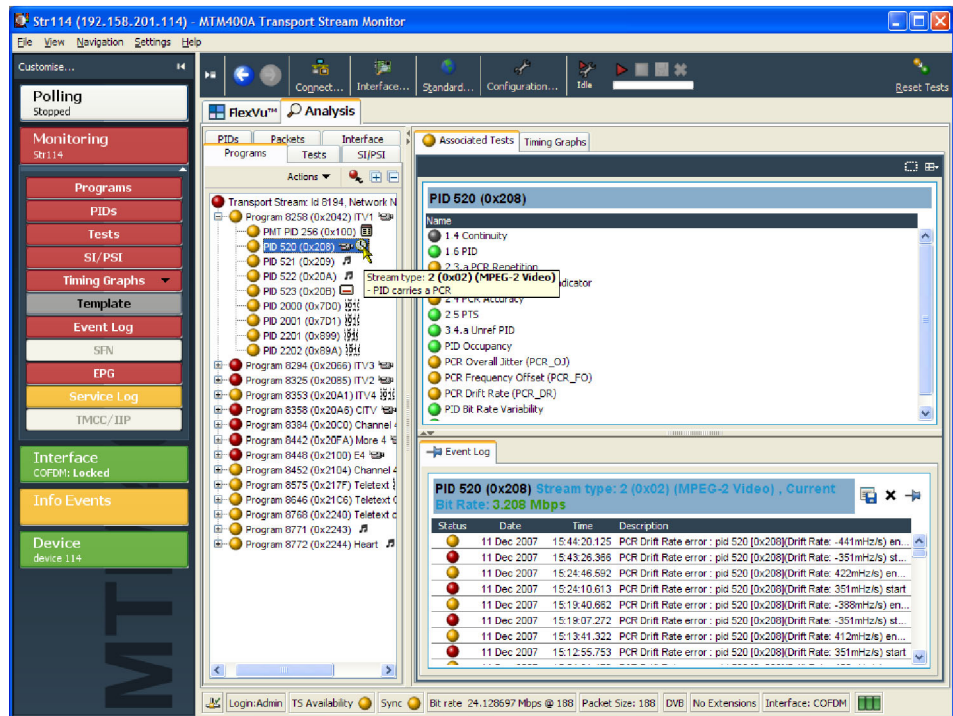 Str114 (192.158.201.114) - MTM400A Transport Stream Monitor
File View Navigation Settings Help
Customise...
Connect... Interface... Standard... Configuration... Idle Reset Tests
Polling
Stopped
Monitoring
Str114
Programs
PIDs
Tests
SI/PSI
Timing Graphs
Template
Event Log
SFN
EPG
Service Log
TMCC/IIP
Interface
COFDM: Locked
Info Events
Device
device 114
MTM
FlexVu™ Analysis
PIDs Packets Interface
Programs Tests SI/PSI
Actions
Transport Stream: Id 8194, Network N
Program 8258 (0x2042) ITV1
PMT PID 256 (0x100)
PID 520 (0x208)
PID 521 (0x209)
PID 522 (0x20A)
PID 523 (0x20B)
PID 2000 (0x7D0)
PID 2001 (0x7D1)
PID 2201 (0x899)
PID 2202 (0x89A)
Program 8294 (0x2066) ITV3
Program 8325 (0x2085) ITV2
Program 8353 (0x20A1) ITV4
Program 8358 (0x20A6) CITV
Program 8384 (0x20C0) Channel
Program 8442 (0x20FA) More 4
Program 8448 (0x2100) E4
Program 8452 (0x2104) Channel 4
Program 8575 (0x217F) Teletext
Program 8646 (0x21C6) Teletext
Program 8768 (0x2240) Teletext c
Program 8771 (0x2243)
Program 8772 (0x2244) Heart
Stream type: 2 (0x02) (MPEG-2 Video)
- PID carries a PCR
Associated Tests Timing Graphs
PID 520 (0x208)
Name
1 4 Continuity
1 6 PID
2 3.a PCR Repetition
dicator
2 4 PCR Accuracy
2 5 PTS
3 4.a Unref PID
PID Occupancy
PCR Overall Jitter (PCR_OJ)
PCR Frequency Offset (PCR_FO)
PCR Drift Rate (PCR_DR)
PID Bit Rate Variability
Event Log
PID 520 (0x208) Stream type: 2 (0x02) (MPEG-2 Video) , Current
Bit Rate: 3.208 Mbps
Status Date Time Description
11 Dec 2007 15:44:20.125 PCR Drift Rate error : pid 520 [0x208](Drift Rate: -441mHz/s) en...
11 Dec 2007 15:43:26.366 PCR Drift Rate error : pid 520 [0x208](Drift Rate: -351mHz/s) st...
11 Dec 2007 15:24:46.592 PCR Drift Rate error : pid 520 [0x208](Drift Rate: 422mHz/s) en...
11 Dec 2007 15:24:10.613 PCR Drift Rate error : pid 520 [0x208](Drift Rate: 351mHz/s) start
11 Dec 2007 15:19:40.662 PCR Drift Rate error : pid 520 [0x208](Drift Rate: -388mHz/s) en...
11 Dec 2007 15:19:07.272 PCR Drift Rate error : pid 520 [0x208](Drift Rate: -351mHz/s) st...
11 Dec 2007 15:13:41.322 PCR Drift Rate error : pid 520 [0x208](Drift Rate: 412mHz/s) en...
11 Dec 2007 15:12:55.753 PCR Drift Rate error : pid 520 [0x208](Drift Rate: 351mHz/s) start
Login:Admin TS Availability Sync Bit rate 24.128697 Mbps @ 188 Packet Size: 188 DVB No Extensions Interface: COFDM